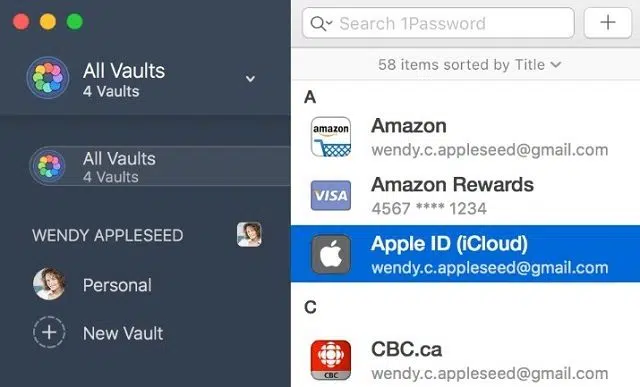 All Vaults
4 Vaults
All Vaults
4 Vaults
WENDY APPLESEED
Personal
New Vault
Search 1Password
58 items sorted by Title
A
amazon
Amazon
wendy.c.appleseed@gmail.com
VISA
Amazon Rewards
4567 **** 1234
Apple ID (iCloud)
wendy.c.appleseed@gmail.com
C
CBC
CBC.ca
wendy.c.appleseed@gmail.com